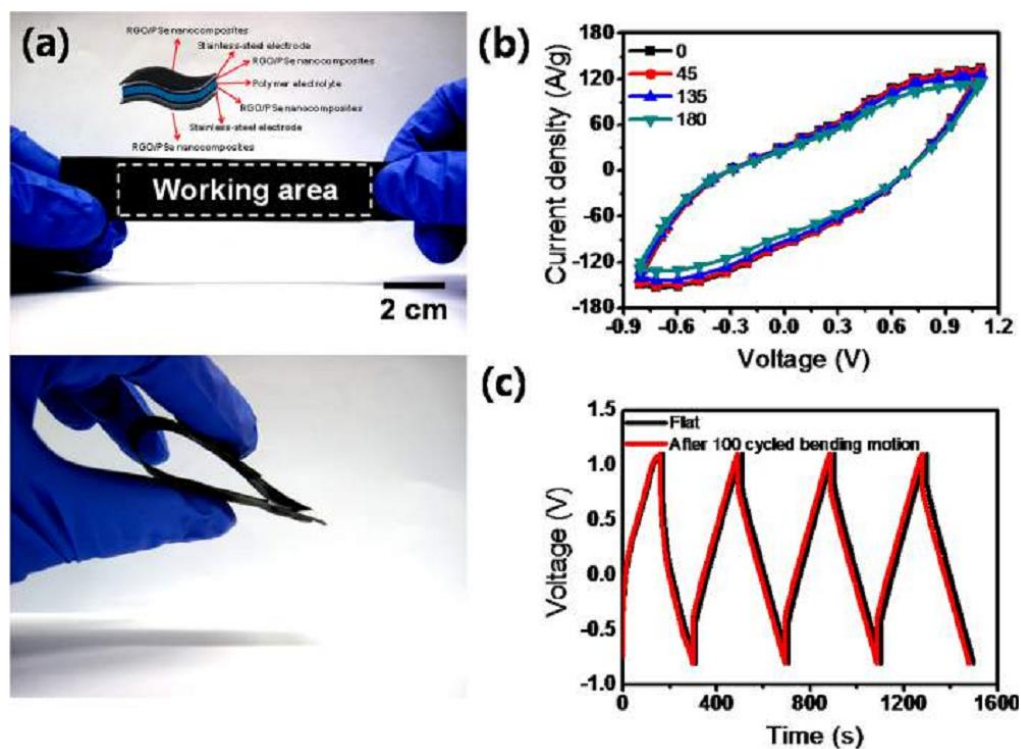 (a)
RGO/PSe nanocomposites
Stainless-steel electrode
RGO/PSe nanocomposites
Polymer electrolyte
RGO/PSe nanocomposites
Stainless-steel electrode
RGO/PSe nanocomposites
Working area
2 cm
(b)
Current density (A/g)
180
120
60
0
-60
-120
-180
0
45
135
180
-0.9 -0.6 -0.3 0.0 0.3 0.6 0.9 1.2
Voltage (V)
(c)
Voltage (V)
1.5
1.0
0.5
0.0
-0.5
-1.0
Flat
After 100 cycled bending motion
0 400 800 1200 1600
Time (s)